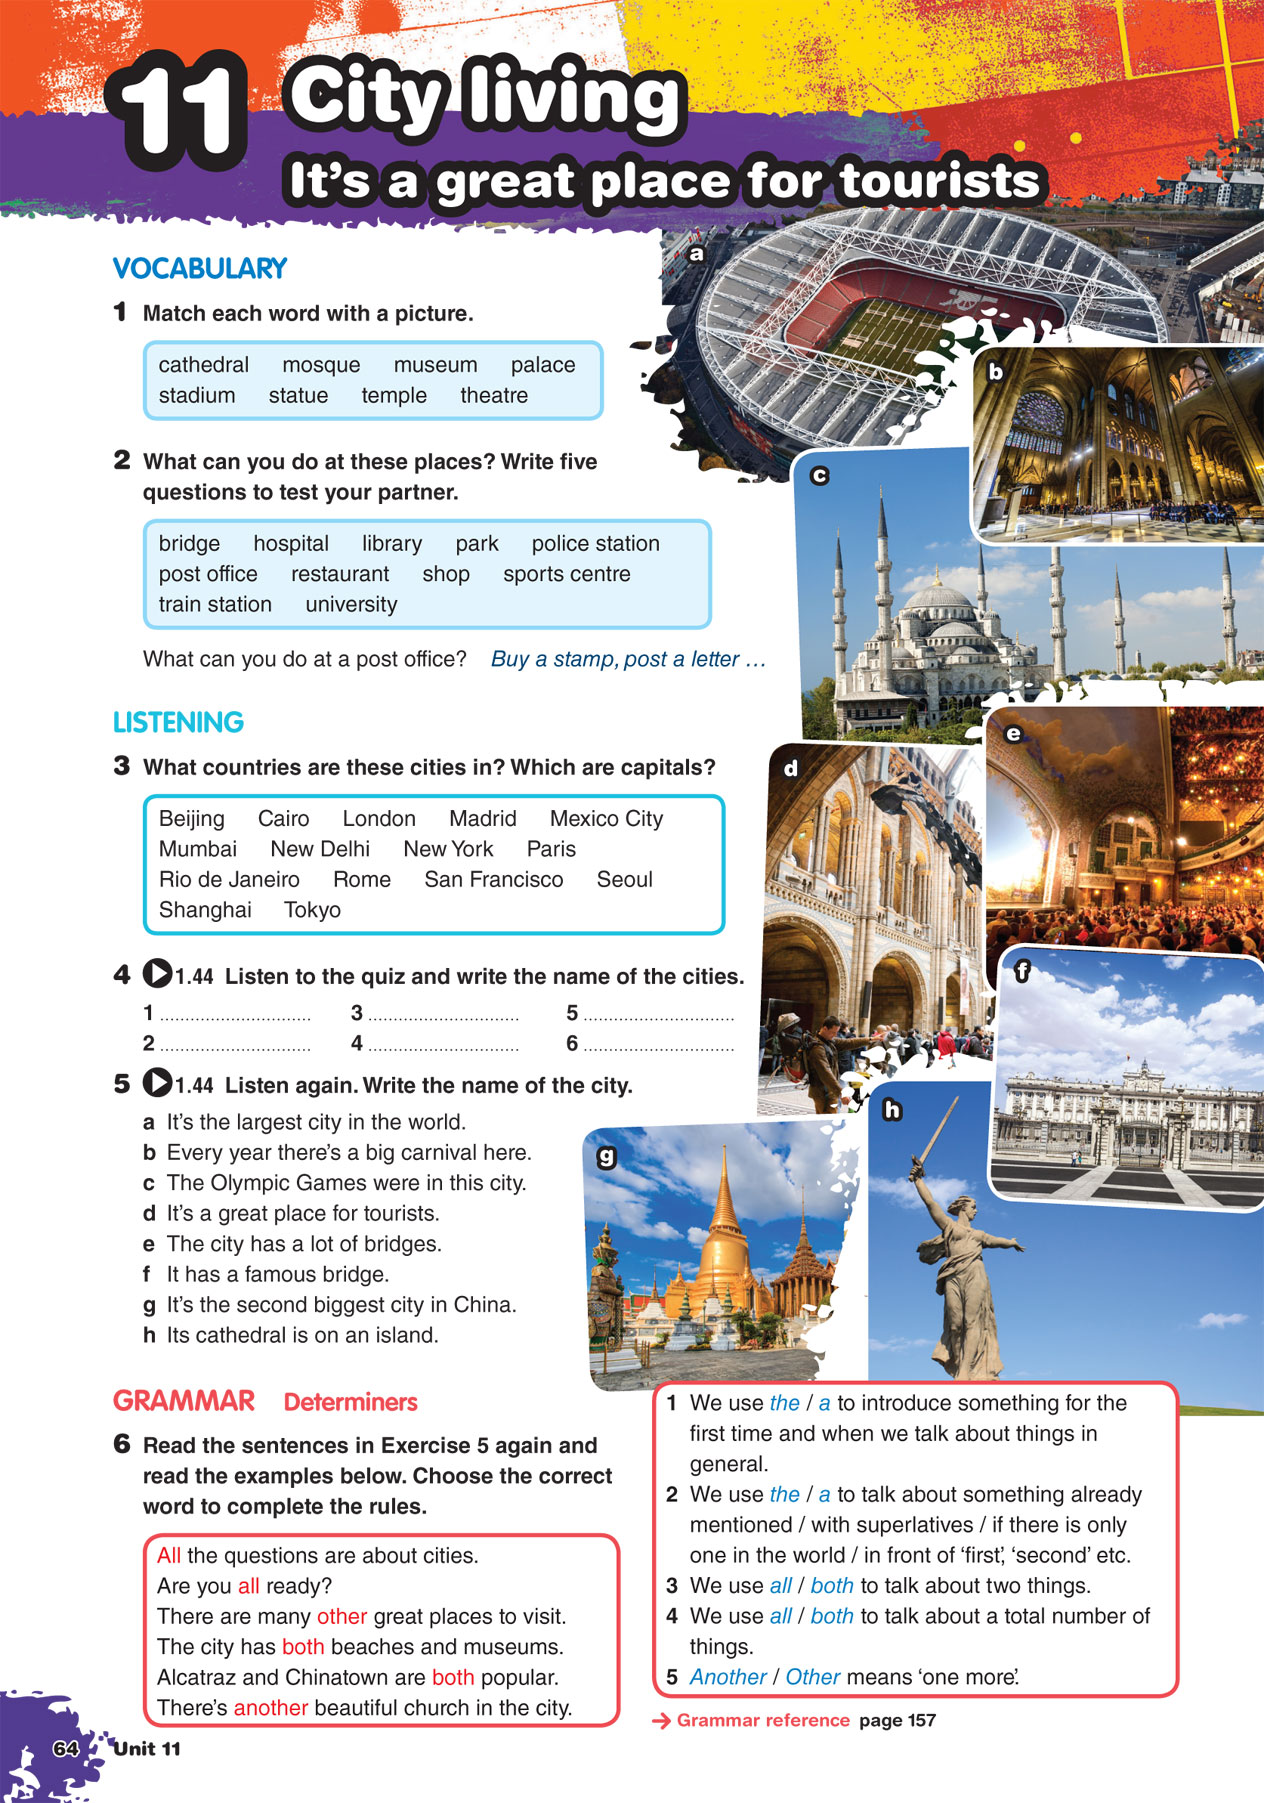 11 City living
It's a great place for tourists
VOCABULARY
1 Match each word with a picture.
cathedral mosque museum palace
stadium statue temple theatre
2 What can you do at these places? Write five
questions to test your partner.
bridge hospital library park police station
post office restaurant shop sports centre
train station university
What can you do at a post office? Buy a stamp, post a letter …
LISTENING
3 What countries are these cities in? Which are capitals?
Beijing Cairo London Madrid Mexico City
Mumbai New Delhi New York Paris
Rio de Janeiro Rome San Francisco Seoul
Shanghai Tokyo
4 1.44 Listen to the quiz and write the name of the cities.
1 ............................ 3 ............................ 5 ............................
2 ............................ 4 ............................ 6 ............................
5 1.44 Listen again. Write the name of the city.
a It's the largest city in the world.
b Every year there's a big carnival here.
c The Olympic Games were in this city.
d It's a great place for tourists.
e The city has a lot of bridges.
f It has a famous bridge.
g It's the second biggest city in China.
h Its cathedral is on an island.
a
b
c
d
e
f
g
h
GRAMMAR Determiners
6 Read the sentences in Exercise 5 again and
read the examples below. Choose the correct
word to complete the rules.
All the questions are about cities.
Are you all ready?
There are many other great places to visit.
The city has both beaches and museums.
Alcatraz and Chinatown are both popular.
There's another beautiful church in the city.
1 We use the / a to introduce something for the
first time and when we talk about things in
general.
2 We use the / a to talk about something already
mentioned / with superlatives / if there is only
one in the world / in front of 'first', 'second' etc.
3 We use all / both to talk about two things.
4 We use all / both to talk about a total number of
things.
5 Another / Other means 'one more'.
→ Grammar reference page 157
64 Unit 11